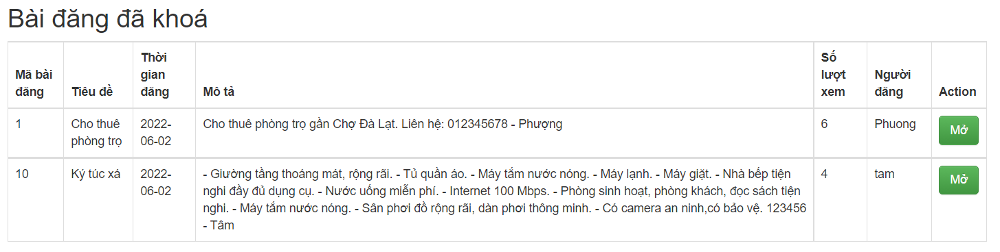 Bài đăng đã khoá
Mã bài
đăng
Tiêu đề
Thời
gian
đăng
Mô tả
Số
lượt
xem
Người
đăng
Action
1
Cho thuê
phòng trọ
2022-
06-02
Cho thuê phòng trọ gần Chợ Đà Lạt. Liên hệ: 012345678 - Phượng
6
Phuong
Mở
10
Ký túc xá
2022-
06-02
- Giường tầng thoáng mát, rộng rãi. - Tủ quần áo. - Máy tắm nước nóng. - Máy lạnh. - Máy giặt. - Nhà bếp tiện
nghi đầy đủ dụng cụ. - Nước uống miễn phí. - Internet 100 Mbps. - Phòng sinh hoạt, phòng khách, đọc sách tiện
nghi. - Máy tắm nước nóng. - Sân phơi đồ rộng rãi, dàn phơi thông minh. - Có camera an ninh,có bảo vệ. 123456
- Tâm
4
tam
Mở